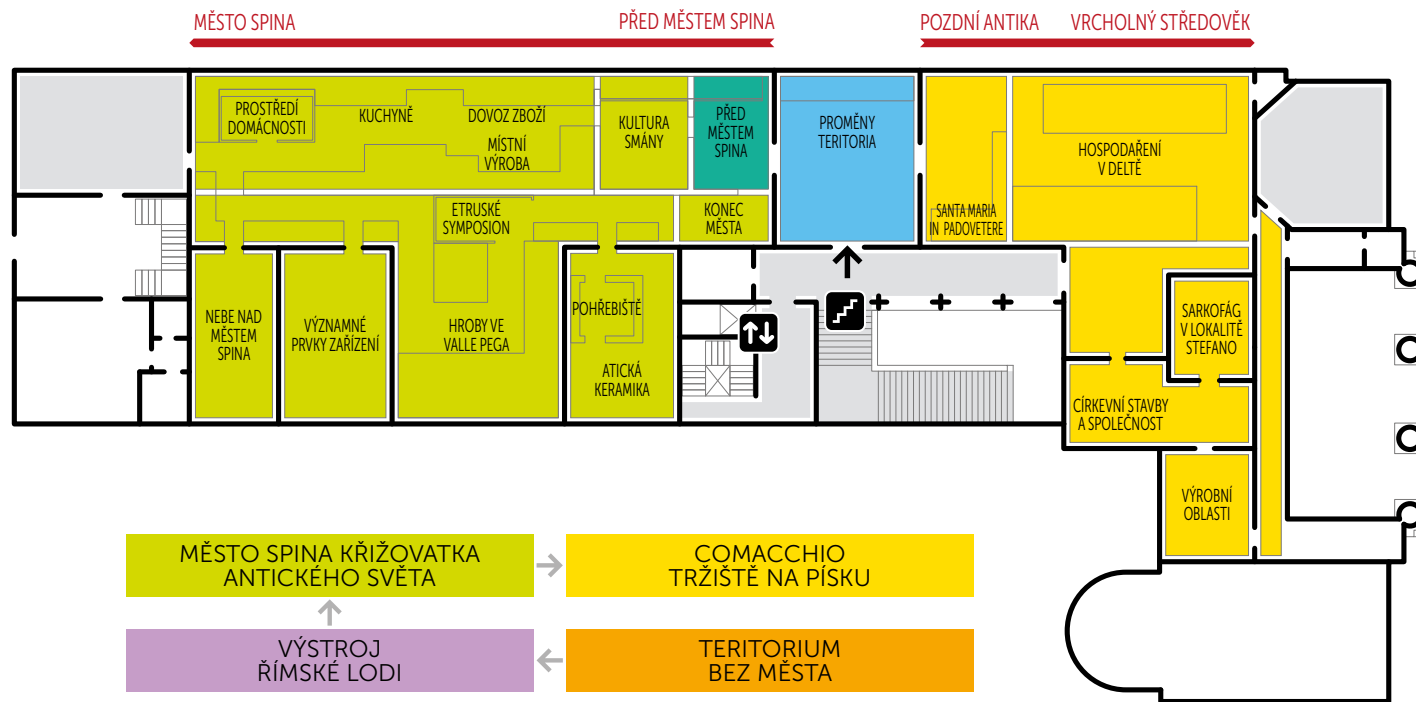 MĚSTO SPINA
PŘED MĚSTEM SPINA
POZDNÍ ANTIKA
VRCHOLNÝ STŘEDOVĚK
PROSTŘEDÍ
DOMÁCNOSTI
KUCHYNĚ
DOVOZ ZBOŽÍ
MÍSTNÍ
VÝROBA
KULTURA
SMÁNY
PŘED
MĚSTEM
SPINA
PROMĚNY
TERITORIA
HOSPODAŘENÍ
V DELTĚ
ETRUSKÉ
SYMPOSION
KONEC
MĚSTA
SANTA MARIA
IN PADOVETERE
NEBE NAD
MĚSTEM
SPINA
VÝZNAMNÉ
PRVKY ZAŘÍZENÍ
HROBY VE
VALLE PEGA
POHŘEBIŠTĚ
ATICKÁ
KERAMIKA
SARKOFÁG
V LOKALITĚ
STEFANO
CÍRKEVNÍ STAVBY
A SPOLEČNOST
VÝROBNÍ
OBLASTI
MĚSTO SPINA KŘIŽOVATKA
ANTICKÉHO SVĚTA
COMACCHIO
TRŽIŠTĚ NA PÍSKU
VÝSTROJ
ŘÍMSKÉ LODI
TERITORIUM
BEZ MĚSTA